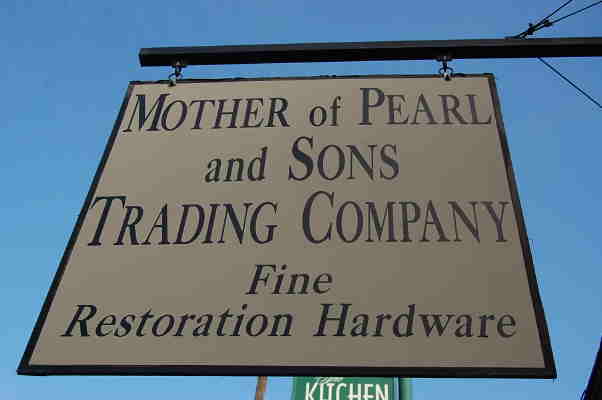 MOTHER of PEARL
and SONS
TRADING COMPANY
Fine
Restoration Hardware
KITCHEN